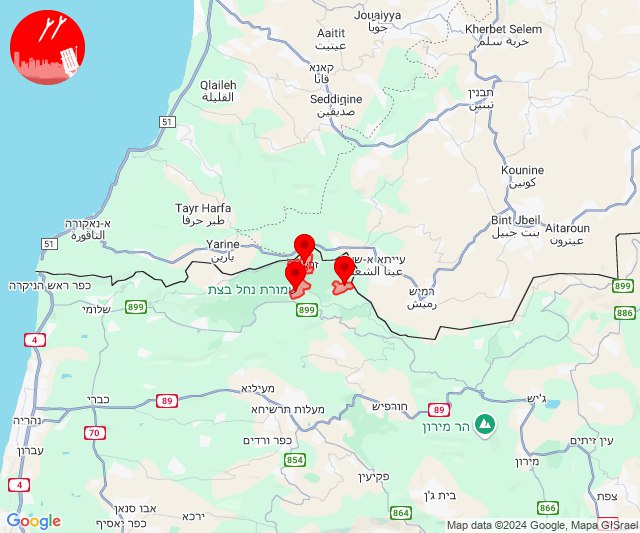 Jouaiyya
جويا
Aaitit
عيتيت
Kherbet Selem
خربة سلم
קאנא
قانا
Qlaileh
القليلة
Seddiqine
صديقين
תבנין
تبنين
51
Kounine
كونين
Tayr Harfa
طير حرفا
א-נאקורה
الناقورة
Bint Jbeil
بنت جبيل
Aitaroun
عيترون
51
Yarine
يارين
עייתא א-שע
عيتا الشع
כפר ראש הניקרה
שמורת נחל בצת
רמיש
رميش
899
899
899
886
שלומי
4
מעיליא
כברי
89
חורפיש
89
ג'יש
נהריה
מעלות תרשיחא
70
הר מירון
כפר ורדים
עין זיתים
עברון
854
מירון
4
פקיעין
צפת
בית ג'ן
אבו סנאן
ירכא
866
864
כפר יאסיף
Google
Map data ©2024 Google, Mapa GISrael